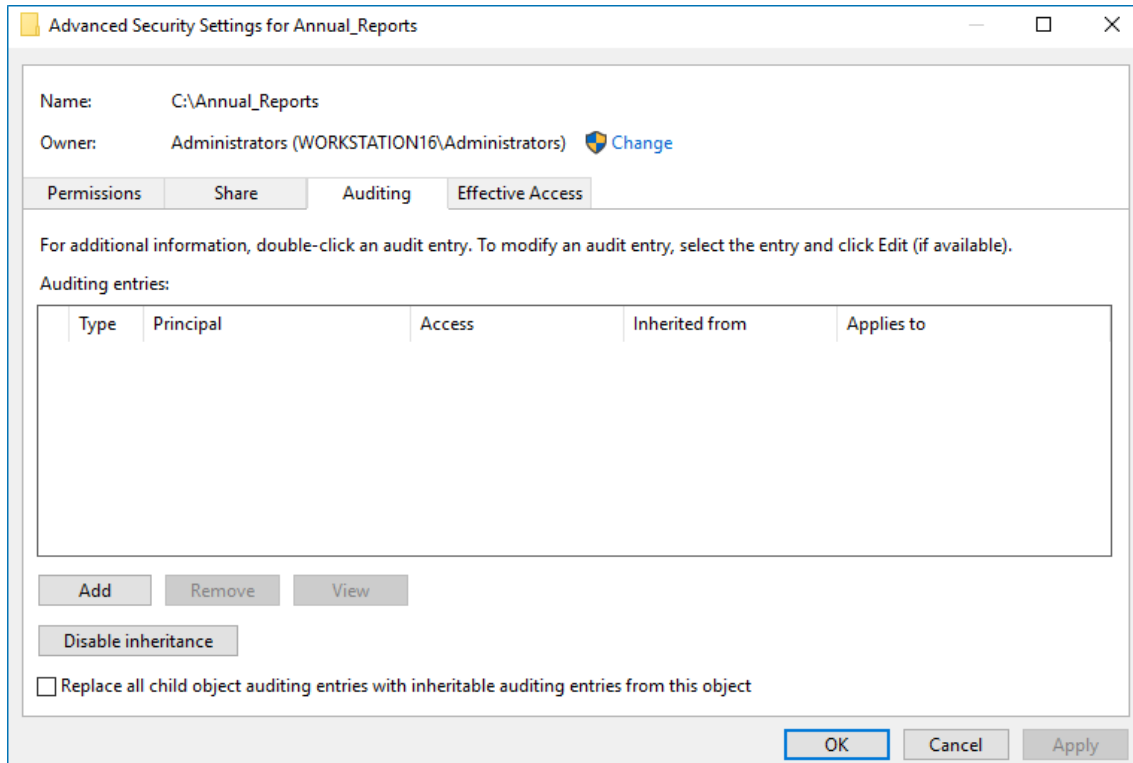 Advanced Security Settings for Annual_Reports
Name: C:\Annual_Reports
Owner: Administrators (WORKSTATION16\Administrators) Change
Permissions Share Auditing Effective Access
For additional information, double-click an audit entry. To modify an audit entry, select the entry and click Edit (if available).
Auditing entries:
Type Principal Access Inherited from Applies to
Add Remove View
Disable inheritance
Replace all child object auditing entries with inheritable auditing entries from this object
OK Cancel Apply